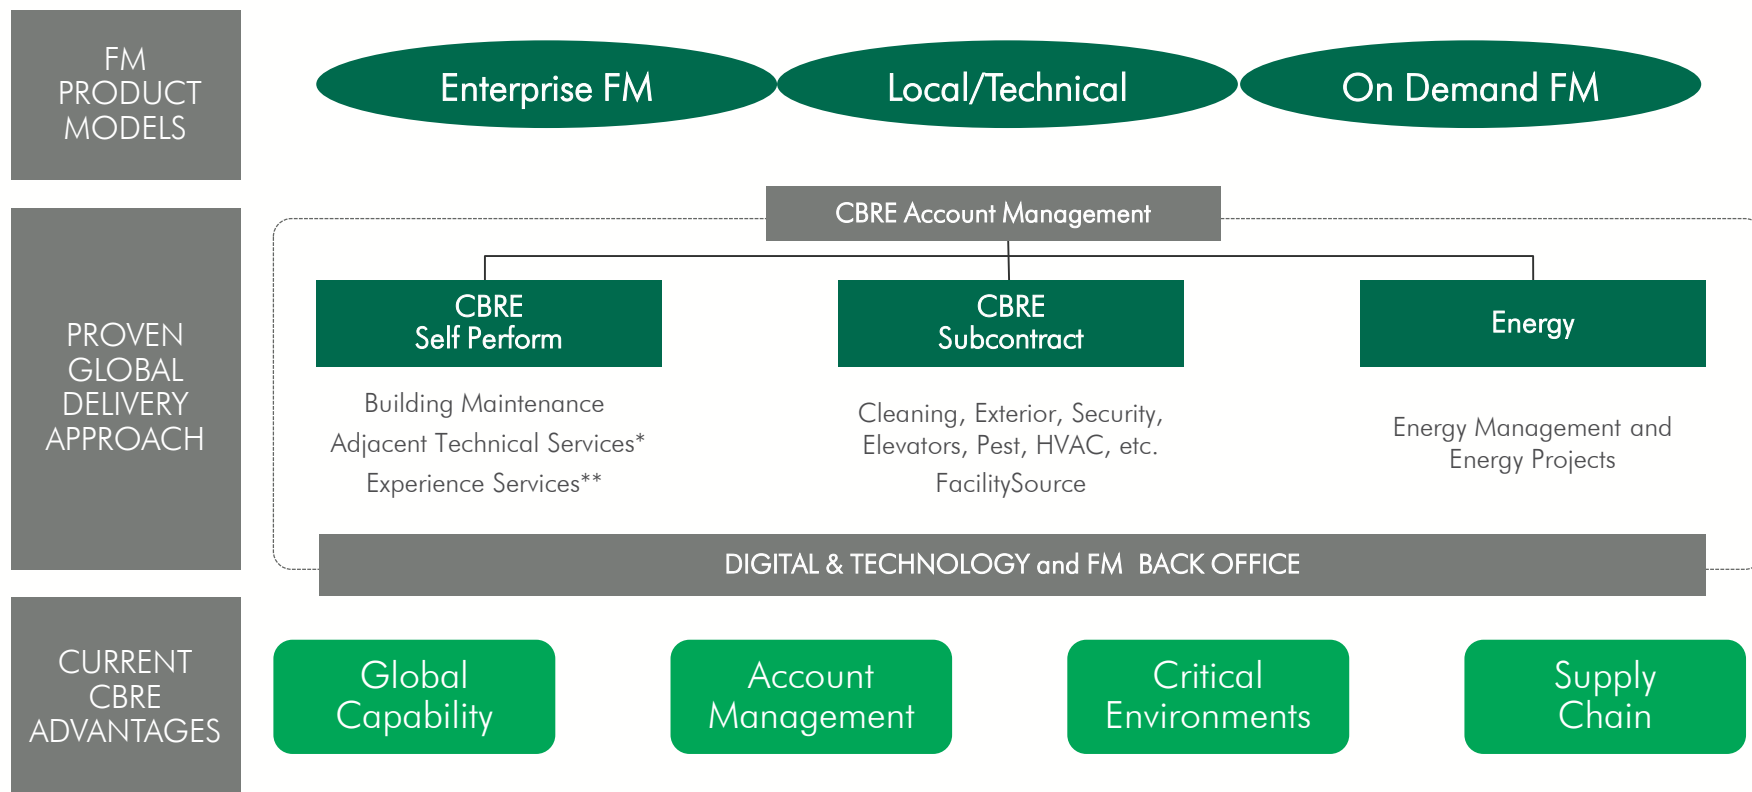 FM
PRODUCT
MODELS
Enterprise FM
Local/Technical
On Demand FM
PROVEN
GLOBAL
DELIVERY
APPROACH
CBRE Account Management
CBRE
Self Perform
Building Maintenance
Adjacent Technical Services*
Experience Services**
CBRE
Subcontract
Cleaning, Exterior, Security,
Elevators, Pest, HVAC, etc.
FacilitySource
Energy
Energy Management and
Energy Projects
DIGITAL & TECHNOLOGY and FM BACK OFFICE
CURRENT
CBRE
ADVANTAGES
Global
Capability
Account
Management
Critical
Environments
Supply
Chain